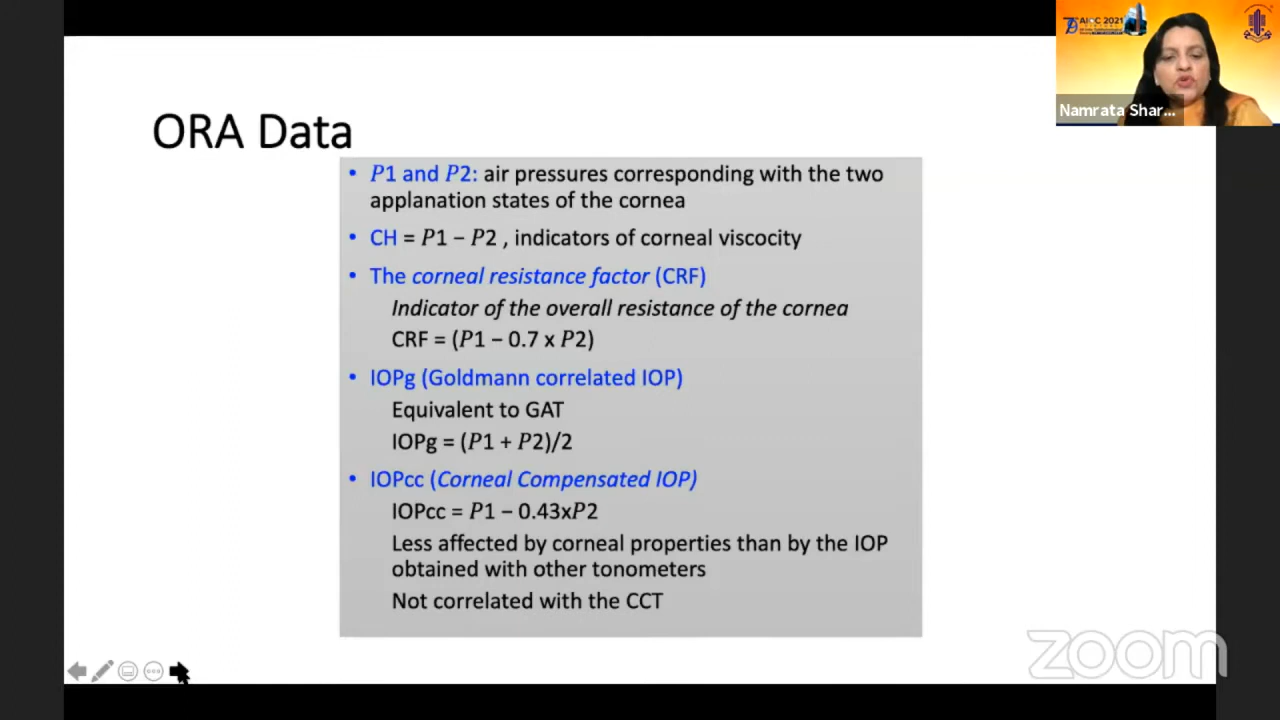 AIOC 2021
Namrata Shar...
ORA Data
• P1 and P2: air pressures corresponding with the two
applanation states of the cornea
• CH = P1 − P2 , indicators of corneal viscocity
• The corneal resistance factor (CRF)
Indicator of the overall resistance of the cornea
CRF = (P1 − 0.7 x P2)
• IOPg (Goldmann correlated IOP)
Equivalent to GAT
IOPg = (P1 + P2)/2
• IOPcc (Corneal Compensated IOP)
IOPcc = P1 − 0.43xP2
Less affected by corneal properties than by the IOP
obtained with other tonometers
Not correlated with the CCT
zoom